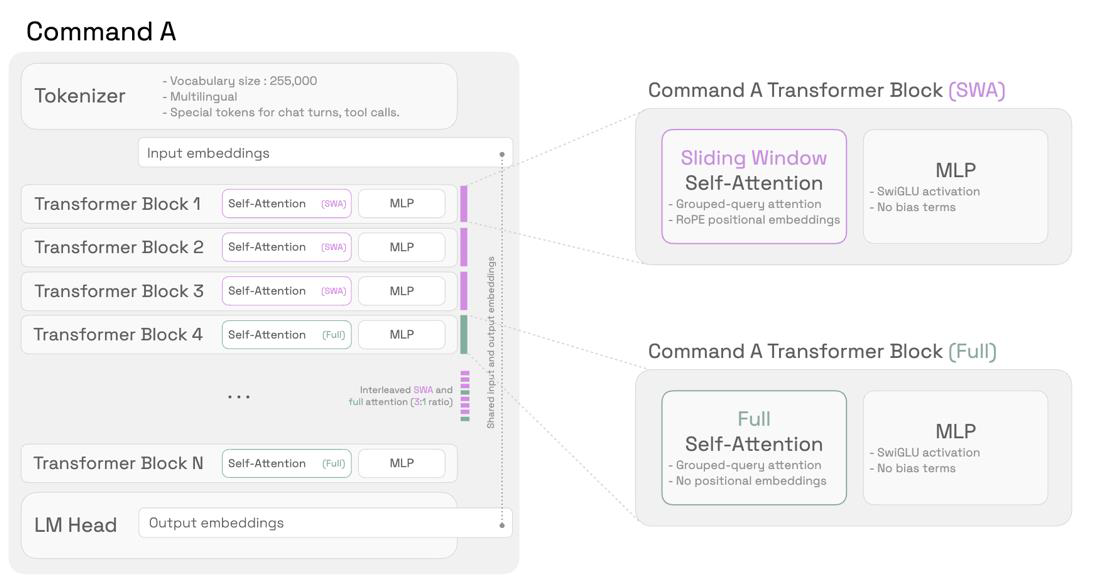 Command A
Tokenizer
- Vocabulary size : 255,000
- Multilingual
- Special tokens for chat turns, tool calls.
Input embeddings
Transformer Block 1 Self-Attention (SWA) MLP
Transformer Block 2 Self-Attention (SWA) MLP
Transformer Block 3 Self-Attention (SWA) MLP
Transformer Block 4 Self-Attention (Full) MLP
...
Interleaved SWA and
full attention (3:1 ratio)
Shared input and output embeddings
Transformer Block N Self-Attention (Full) MLP
LM Head Output embeddings
Command A Transformer Block (SWA)
Sliding Window
Self-Attention
- Grouped-query attention
- RoPE positional embeddings
MLP
- SwiGLU activation
- No bias terms
Command A Transformer Block (Full)
Full
Self-Attention
- Grouped-query attention
- No positional embeddings
MLP
- SwiGLU activation
- No bias terms